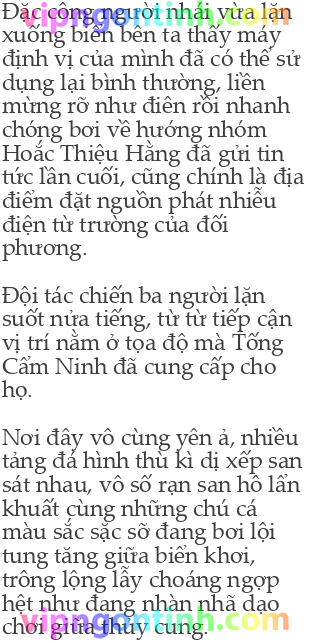 Đặc công người nhái vừa lặn
xuống biển bên ta thấy máy
định vị của mình đã có thể sử
dụng lại bình thường, liền
mừng rỡ như điên rồi nhanh
chóng bơi về hướng nhóm
Hoắc Thiệu Hằng đã gửi tin
tức lần cuối, cũng chính là địa
điểm đặt nguồn phát nhiễu
điện từ trường của đối
phương.
Đội tác chiến ba người lặn
suốt nửa tiếng, từ từ tiếp cận
vị trí nằm ở tọa độ mà Tống
Cẩm Ninh đã cung cấp cho
họ.
Nơi đây vô cùng yên ả, nhiều
tảng đá hình thù kì dị xếp san
sát nhau, vô số rạn san hô lẩn
khuất cùng những chú cá
màu sắc sặc sỡ đang bơi lội
tung tăng giữa biển khơi,
trông lộng lẫy choáng ngợp
hệt như đang nhàn nhã dạo
chơi giữa thủy cung.
vipngontinh.com
vipngontinh.com